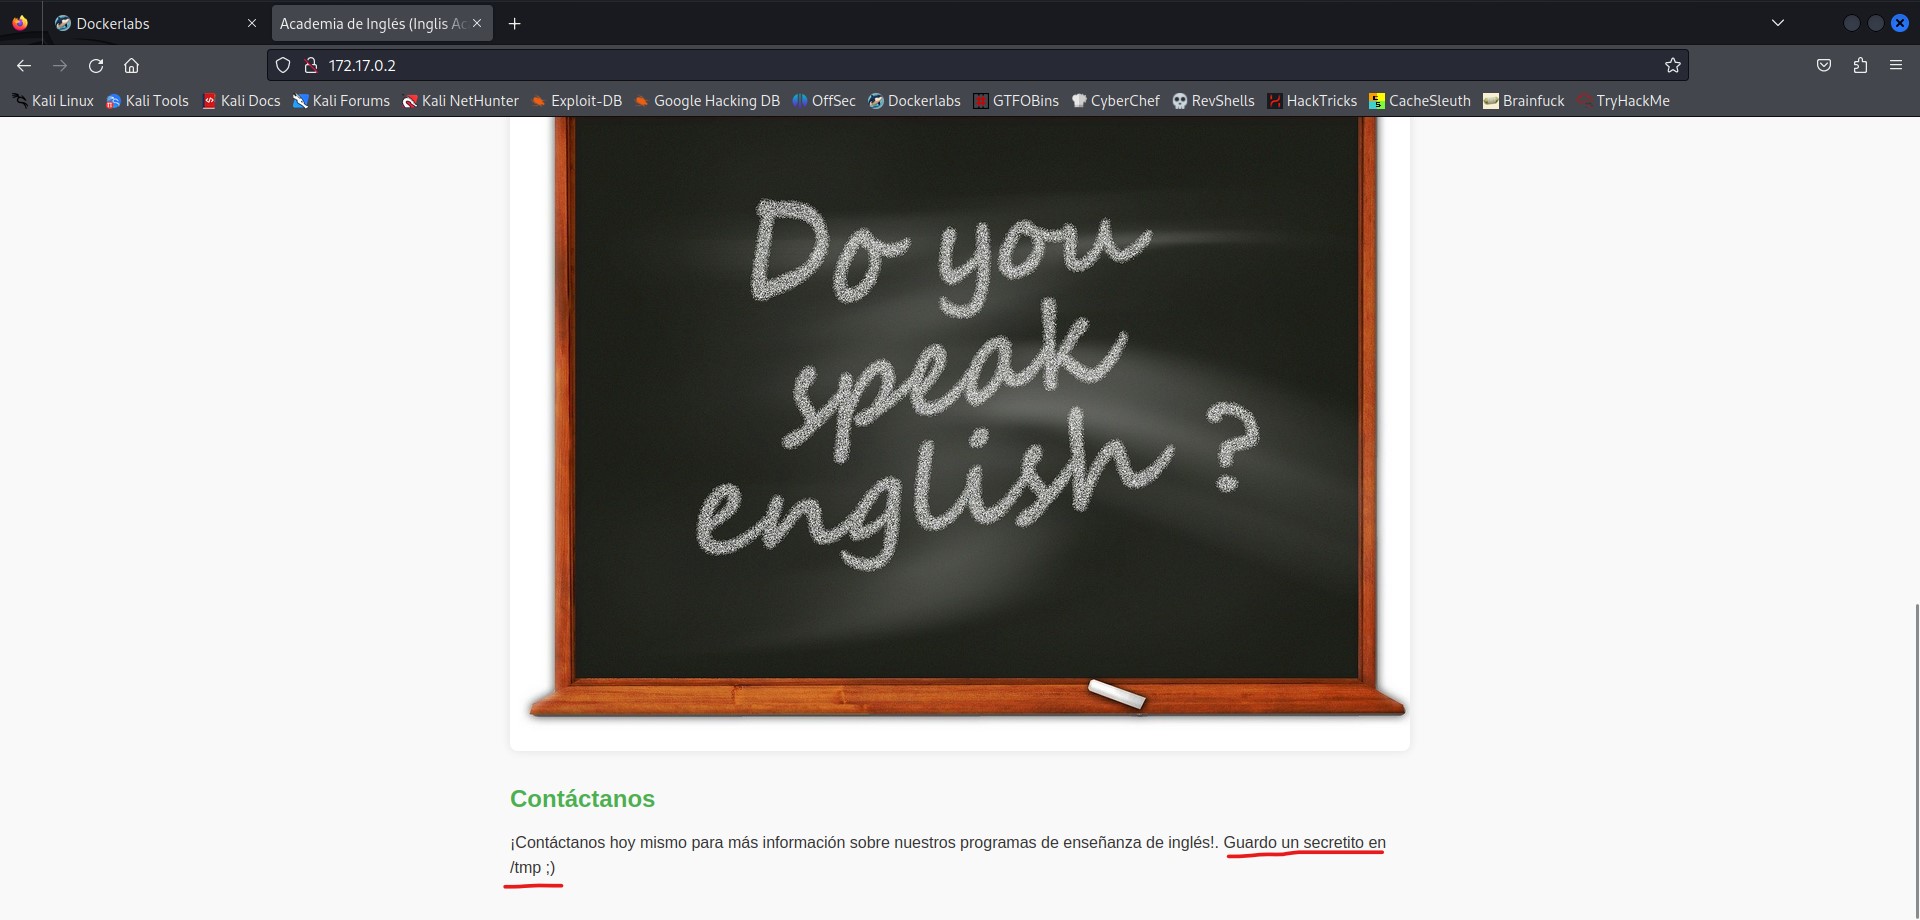 Dockerlabs
Academia de Inglés (Inglis Ac
172.17.0.2
Kali Linux Kali Tools Kali Docs Kali Forums Kali NetHunter Exploit-DB Google Hacking DB OffSec Dockerlabs GTFOBins CyberChef RevShells HackTricks CacheSleuth Brainfuck TryHackMe
Do you
speak
english ?
Contáctanos
¡Contáctanos hoy mismo para más información sobre nuestros programas de enseñanza de inglés!. Guardo un secretito en
/tmp ;)